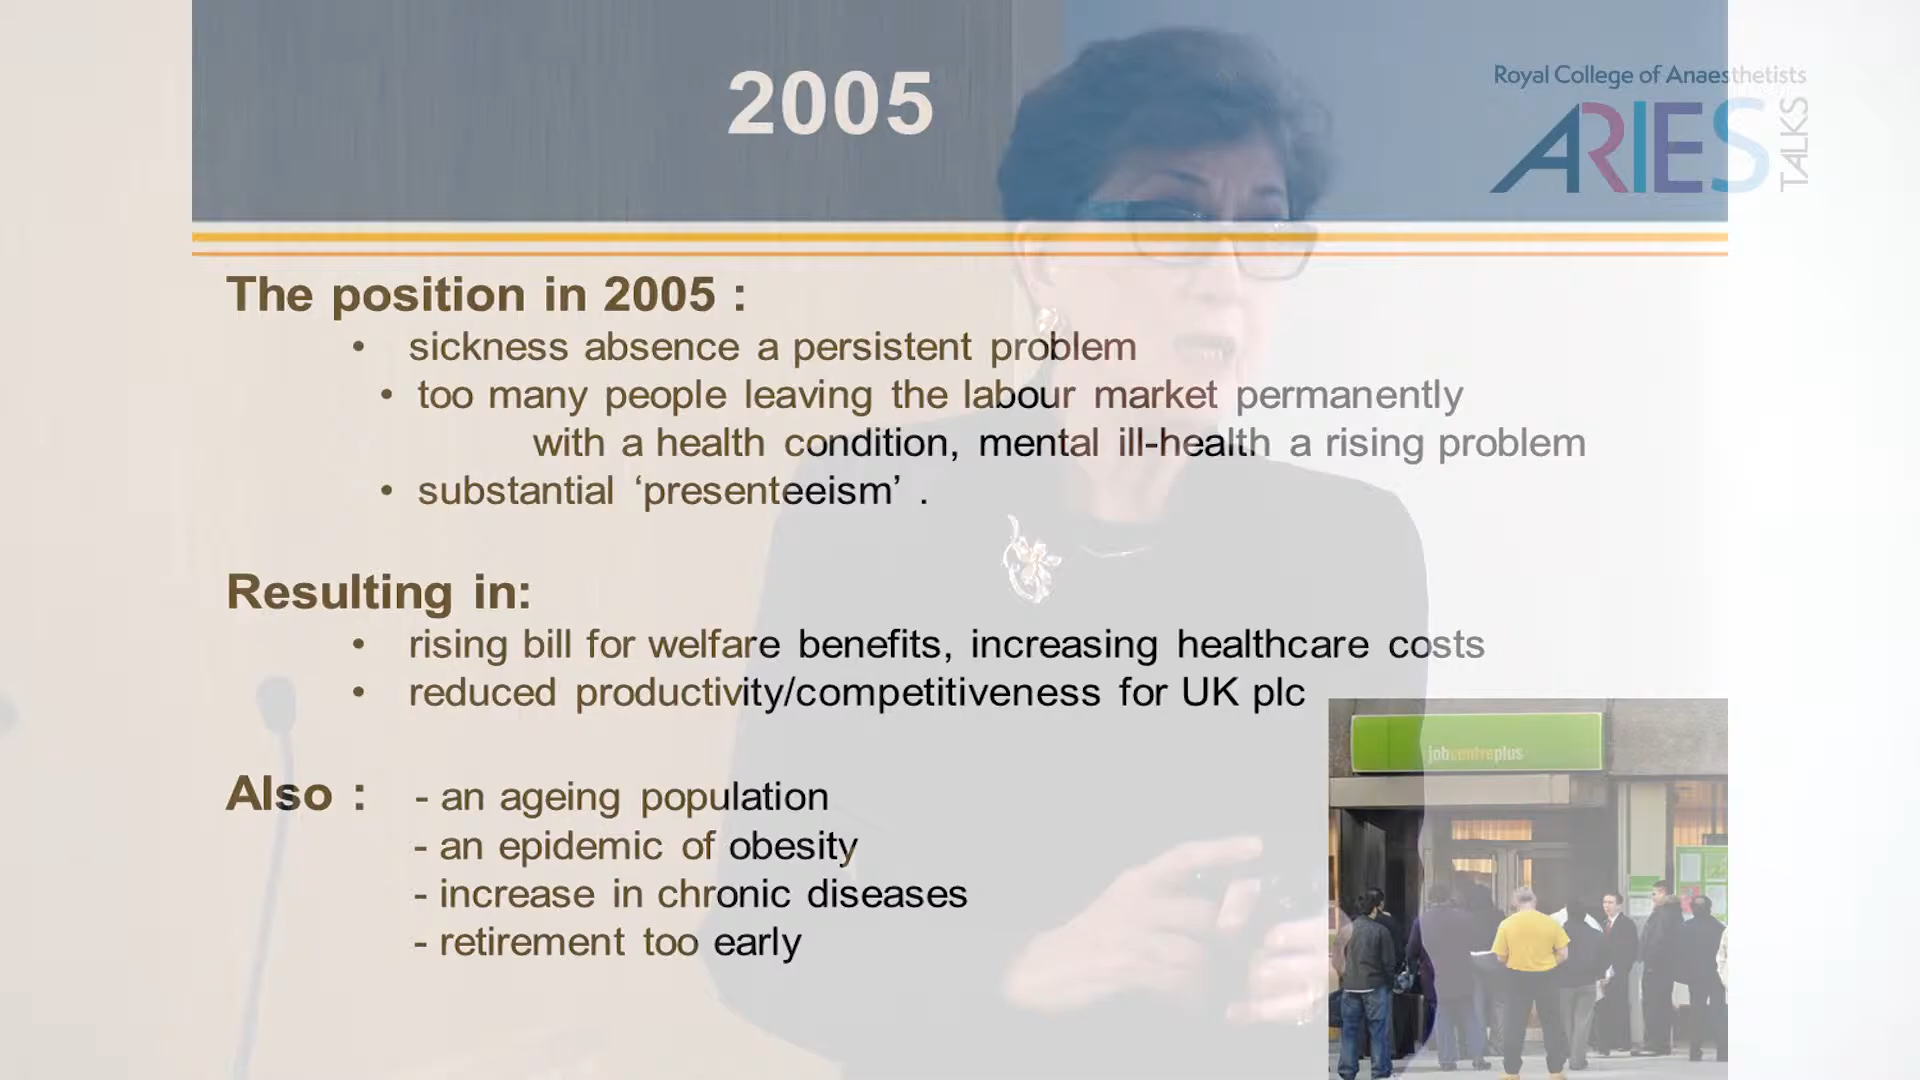 2005
Royal College of Anaesthetists
ARIES
TALKS
The position in 2005 :
• sickness absence a persistent problem
• too many people leaving the labour market permanently
with a health condition, mental ill-health a rising problem
• substantial ‘presenteeism’ .
Resulting in:
• rising bill for welfare benefits, increasing healthcare costs
• reduced productivity/competitiveness for UK plc
jobcentreplus
Also : - an ageing population
- an epidemic of obesity
- increase in chronic diseases
- retirement too early